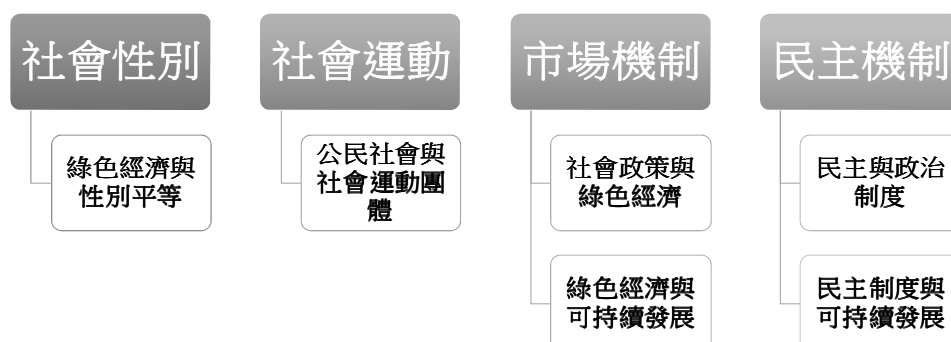 社會性別
綠色經濟與
性別平等
社會運動
公民社會與
社會運動團
體
市場機制
社會政策與
綠色經濟
綠色經濟與
可持續發展
民主機制
民主與政治
制度
民主制度與
可持續發展